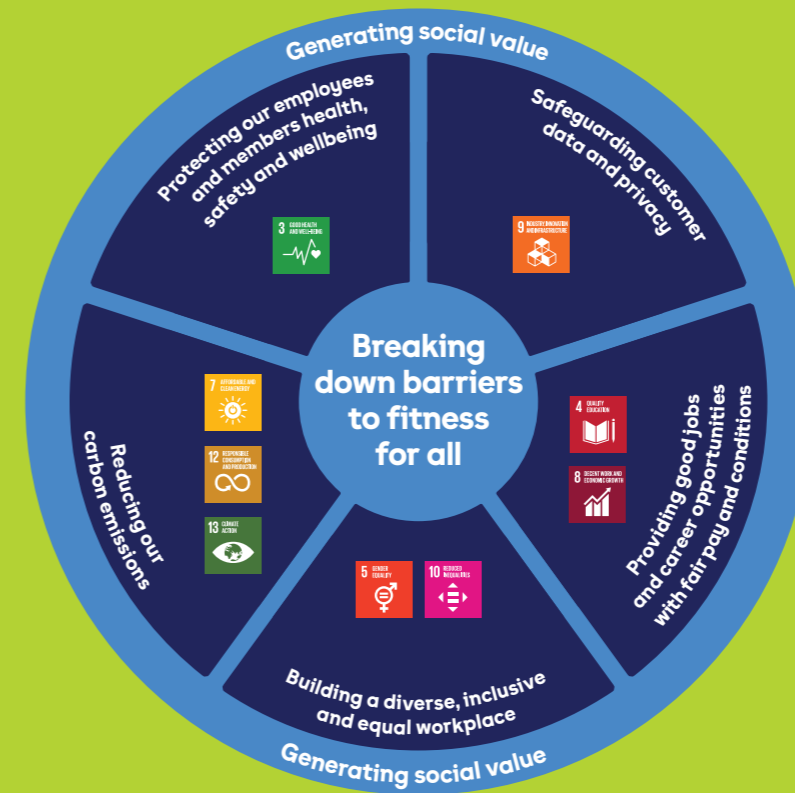 Generating social value
Protecting our employees
and members health,
safety and wellbeing
3 GOOD HEALTH
AND WELL-BEING
Safeguarding customer
data and privacy
9 INDUSTRY, INNOVATION
AND INFRASTRUCTURE
Breaking
down barriers
to fitness
for all
7 AFFORDABLE AND
CLEAN ENERGY
12 RESPONSIBLE
CONSUMPTION
AND PRODUCTION
13 CLIMATE
ACTION
Reducing our
carbon emissions
4 QUALITY
EDUCATION
8 DECENT WORK AND
ECONOMIC GROWTH
Providing good jobs
and career opportunities
with fair pay and conditions
5 GENDER
EQUALITY
10 REDUCED
INEQUALITIES
Building a diverse, inclusive
and equal workplace
Generating social value